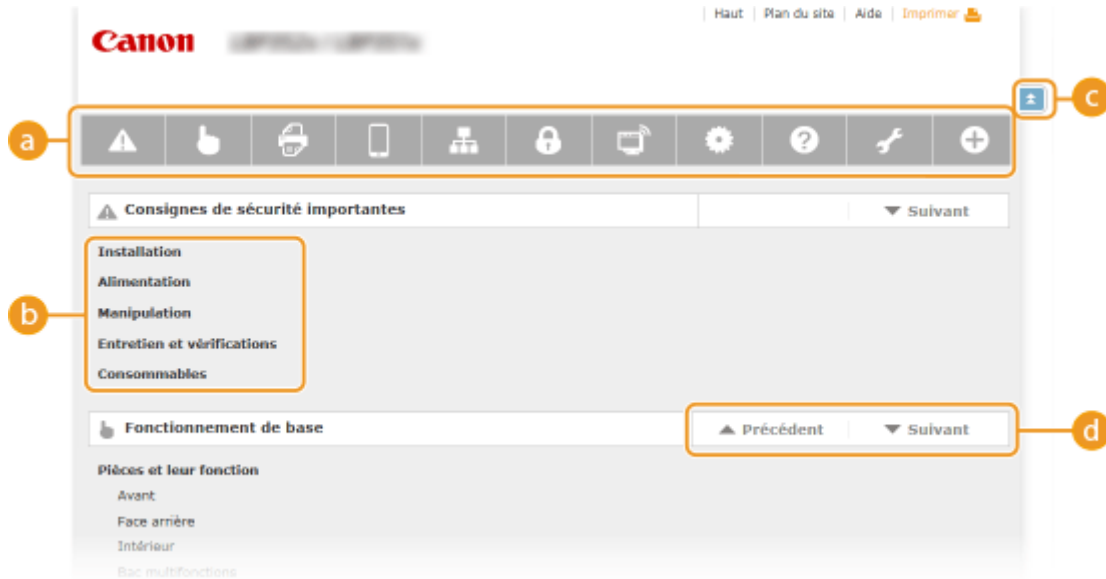 Haut | Plan du site | Aide | Imprimer
Canon
c
a
Consignes de sécurité importantes
Suivant
b
Installation
Alimentation
Manipulation
Entretien et vérifications
Consommables
Fonctionnement de base
Précédent
Suivant
d
Pièces et leur fonction
Avant
Face arrière
Intérieur
Bac multifonctions